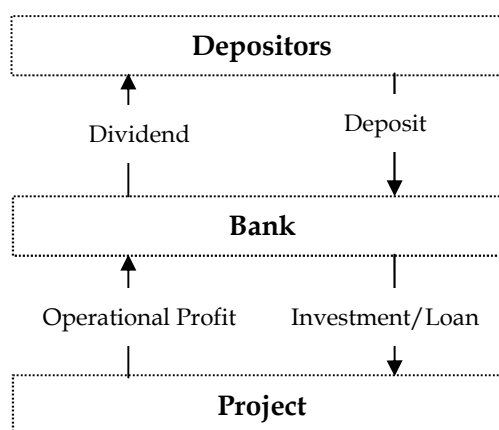 Depositors
Dividend
Deposit
Bank
Operational Profit
Investment/Loan
Project